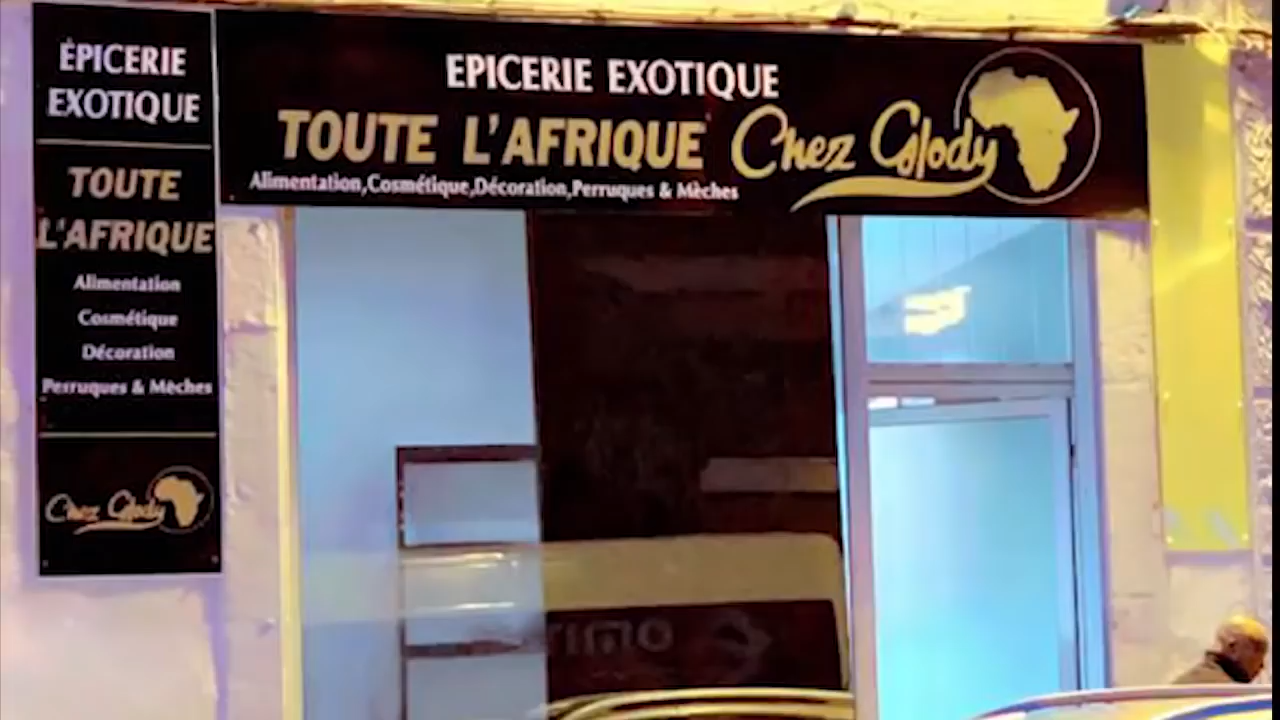 ÉPICERIE
EXOTIQUE
TOUTE
L'AFRIQUE
Alimentation
Cosmétique
Décoration
Perruques & Mèches
Chez Glody
EPICERIE EXOTIQUE
TOUTE L'AFRIQUE Chez Glody
Alimentation,Cosmétique,Décoration,Perruques & Mèches